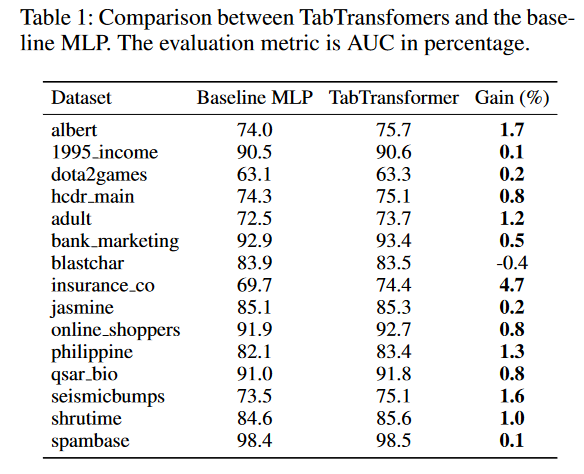 Table 1: Comparison between TabTransfomers and the base-
line MLP. The evaluation metric is AUC in percentage.
Dataset Baseline MLP TabTransformer Gain (%)
albert 74.0 75.7 1.7
1995_income 90.5 90.6 0.1
dota2games 63.1 63.3 0.2
hcdr_main 74.3 75.1 0.8
adult 72.5 73.7 1.2
bank_marketing 92.9 93.4 0.5
blastchar 83.9 83.5 -0.4
insurance_co 69.7 74.4 4.7
jasmine 85.1 85.3 0.2
online_shoppers 91.9 92.7 0.8
philippine 82.1 83.4 1.3
qsar_bio 91.0 91.8 0.8
seismicbumps 73.5 75.1 1.6
shrutime 84.6 85.6 1.0
spambase 98.4 98.5 0.1